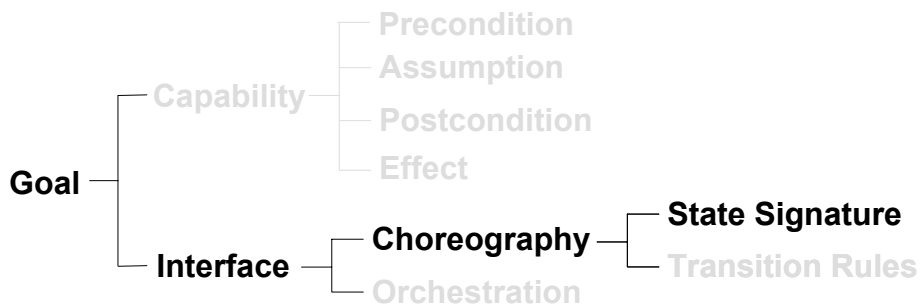 Precondition
Assumption
Capability
Postcondition
Effect
Goal
State Signature
Choreography
Interface
Transition Rules
Orchestration